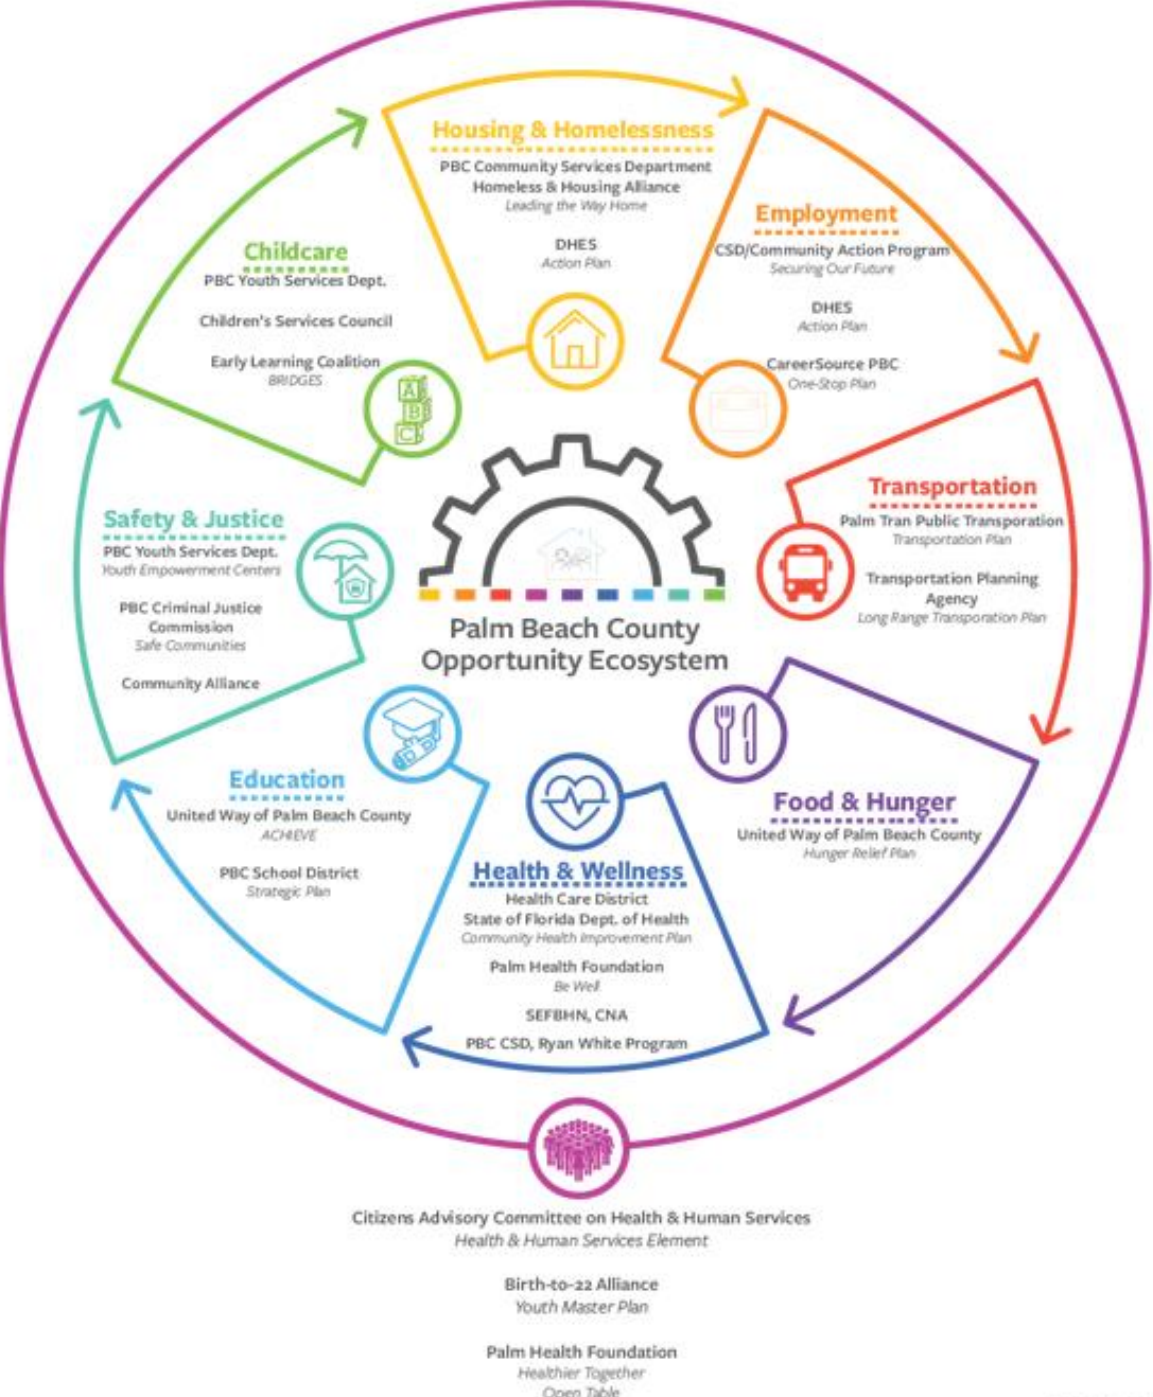 Housing & Homelessness
PBC Community Services Department
Homeless & Housing Alliance
Leading the Way Home
DHES
Action Plan
Employment
CSD/Community Action Program
Securing Our Future
DHES
Action Plan
CareerSource PBC
One-Stop Plan
Transportation
Palm Tran Public Transporation
Transportation Plan
Transportation Planning
Agency
Long Range Transporation Plan
Food & Hunger
United Way of Palm Beach County
Hunger Relief Plan
Health & Wellness
Health Care District
State of Florida Dept. of Health
Community Health Improvement Plan
Palm Health Foundation
Be Well
SEFBHN, CNA
PBC CSD, Ryan White Program
Education
United Way of Palm Beach County
ACHIEVE
PBC School District
Strategic Plan
Safety & Justice
PBC Youth Services Dept.
Youth Empowerment Centers
PBC Criminal Justice
Commission
Safe Communities
Community Alliance
Childcare
PBC Youth Services Dept.
Children's Services Council
Early Learning Coalition
BRIDGES
A
B
C
Palm Beach County
Opportunity Ecosystem
Citizens Advisory Committee on Health & Human Services
Health & Human Services Element
Birth-to-22 Alliance
Youth Master Plan
Palm Health Foundation
Healthier Together
Open Table